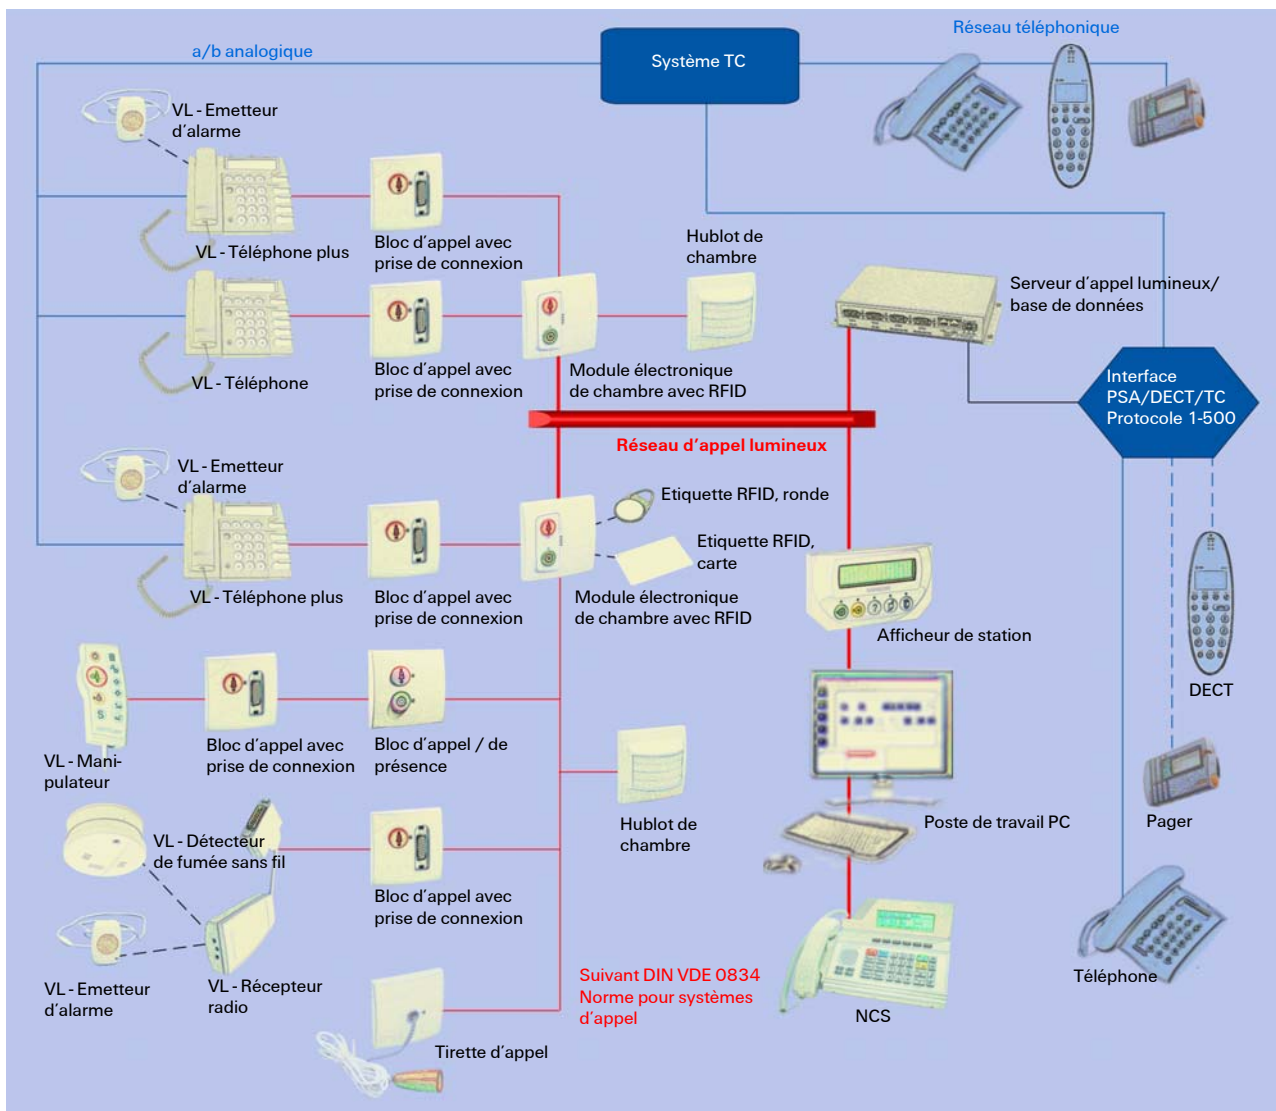 Réseau téléphonique
a/b analogique
Système TC
VL - Emetteur
d'alarme
VL - Téléphone plus
Bloc d'appel avec
prise de connexion
Hublot de
chambre
Serveur d'appel lumineux/
base de données
VL - Téléphone
Bloc d'appel avec
prise de connexion
Module électronique
de chambre avec RFID
Interface
PSA/DECT/TC
Protocole 1-500
Réseau d'appel lumineux
VL - Emetteur
d'alarme
Etiquette RFID, ronde
Etiquette RFID,
carte
VL - Téléphone plus
Bloc d'appel avec
prise de connexion
Module électronique
de chambre avec RFID
Afficheur de station
DECT
VL - Mani-
pulateur
Bloc d'appel avec
prise de connexion
Bloc d'appel / de
présence
Hublot de
chambre
Poste de travail PC
Pager
VL - Détecteur
de fumée sans fil
Bloc d'appel avec
prise de connexion
VL - Emetteur
d'alarme
VL - Récepteur
radio
Suivant DIN VDE 0834
Norme pour systèmes
d'appel
NCS
Téléphone
Tirette d'appel